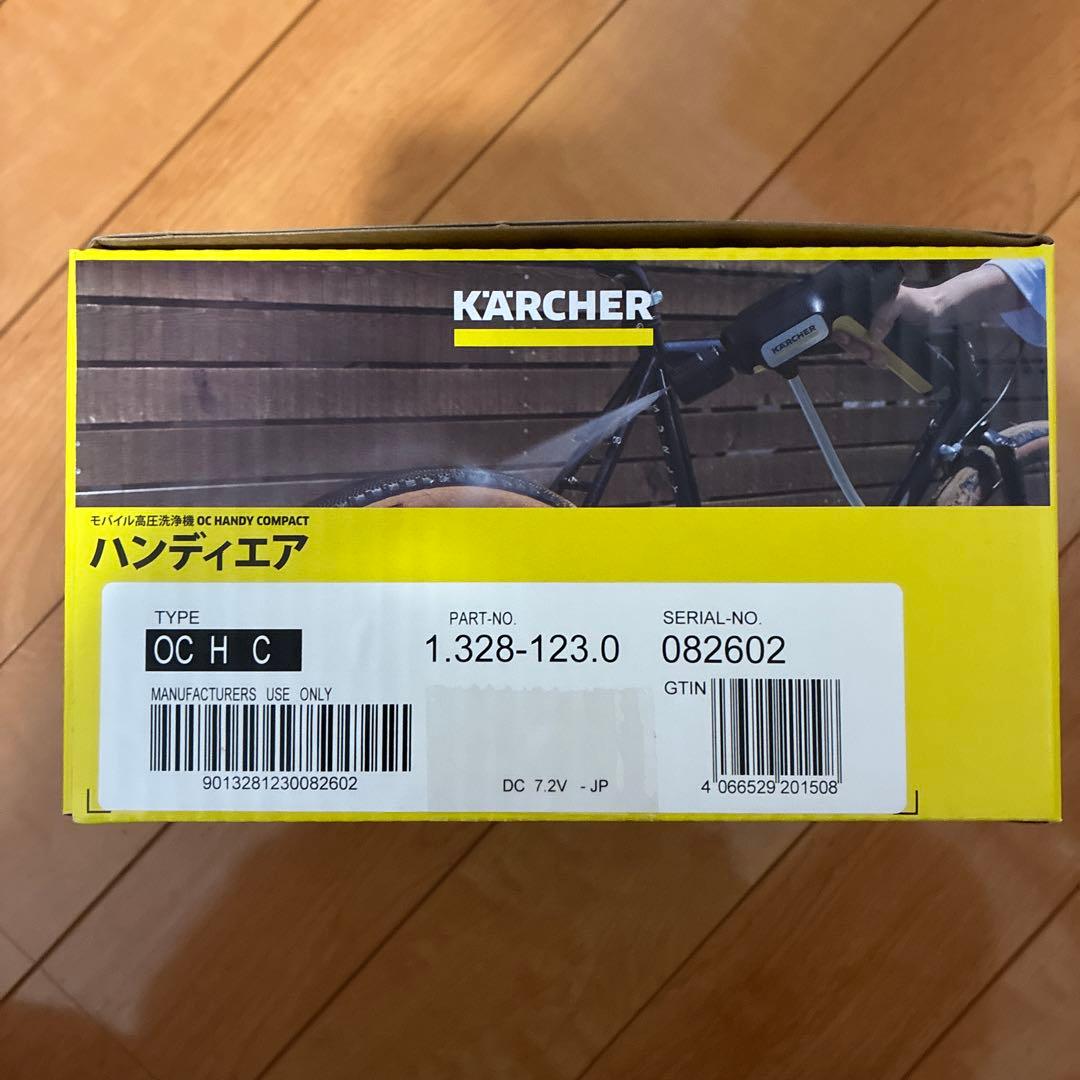 KÄRCHER
KÄRCHER
モバイル高圧洗浄機 OC HANDY COMPACT
ハンディエア
TYPE
OC H C
PART-NO.
1.328-123.0
SERIAL-NO.
082602
MANUFACTURERS USE ONLY
9013281230082602
DC 7.2V - JP
GTIN
4 066529 201508